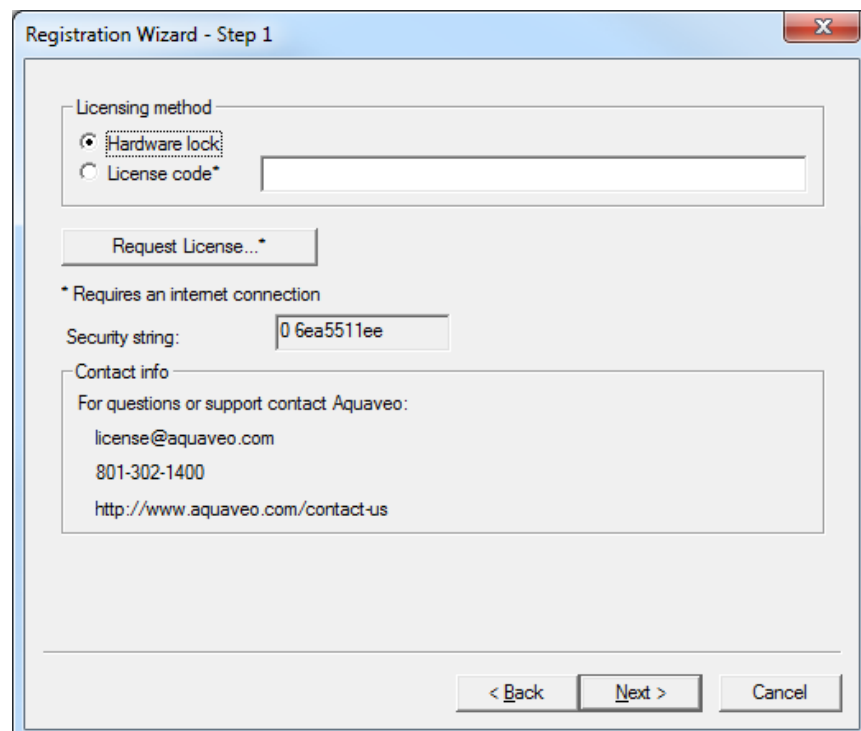 Registration Wizard - Step 1
Licensing method
Hardware lock
License code*
Request License...*
* Requires an internet connection
Security string: 0 6ea5511ee
Contact info
For questions or support contact Aquaveo:
license@aquaveo.com
801-302-1400
http://www.aquaveo.com/contact-us
< Back Next > Cancel